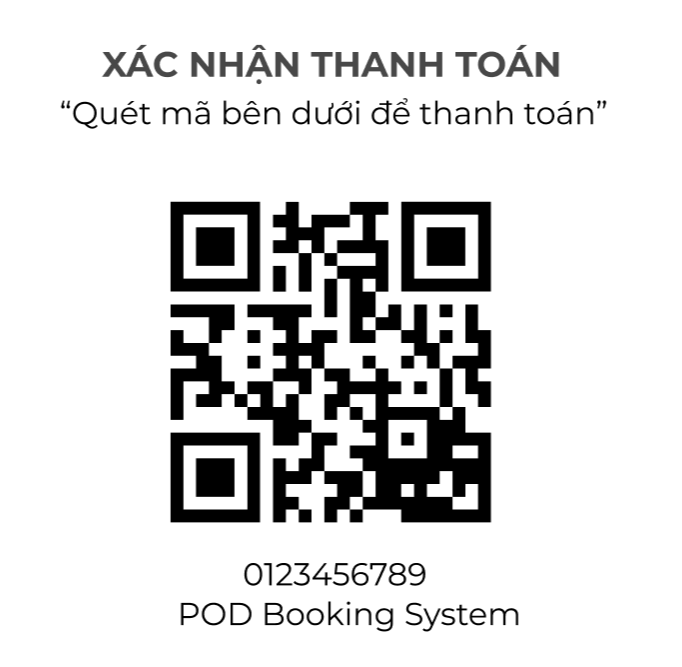 XÁC NHẬN THANH TOÁN
“Quét mã bên dưới để thanh toán”
0123456789
POD Booking System